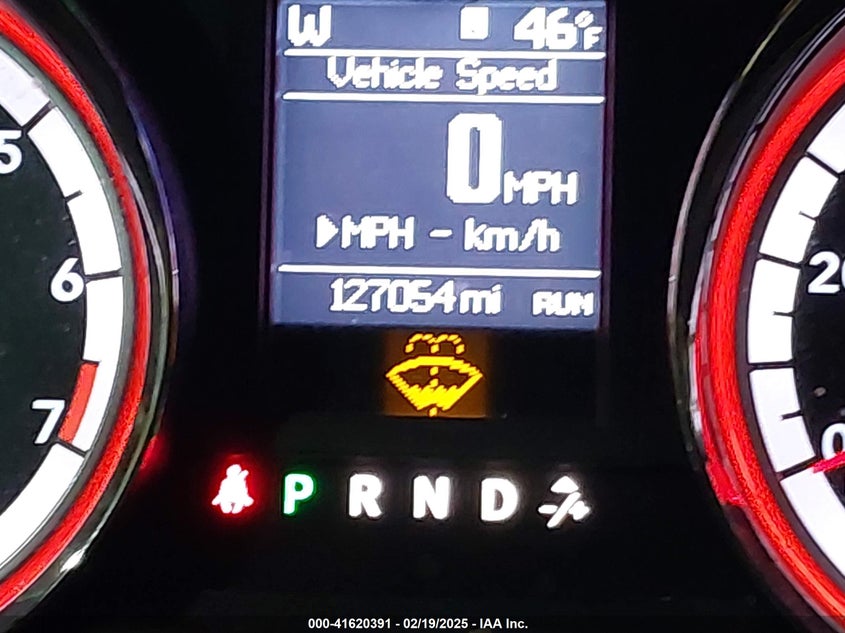 W 46°F
Vehicle Speed
0 MPH
MPH - km/h
127054 mi RUN
5
6
7
20
0
P R N D
000-41620391 - 02/19/2025 - IAA Inc.